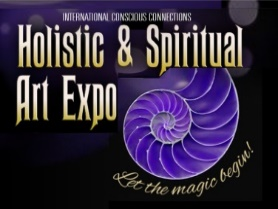 INTERNATIONAL CONSCIOUS CONNECTIONS
Holistic & Spiritual
Art Expo
Let the magic begin!